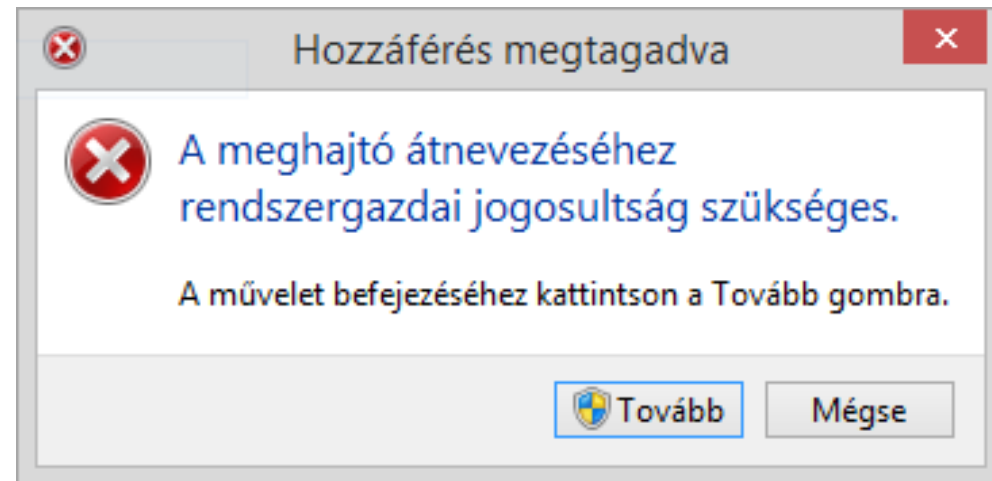 Hozzáférés megtagadva
A meghajtó átnevezéséhez
rendszergazdai jogosultság szükséges.
A művelet befejezéséhez kattintson a Tovább gombra.
Tovább
Mégse